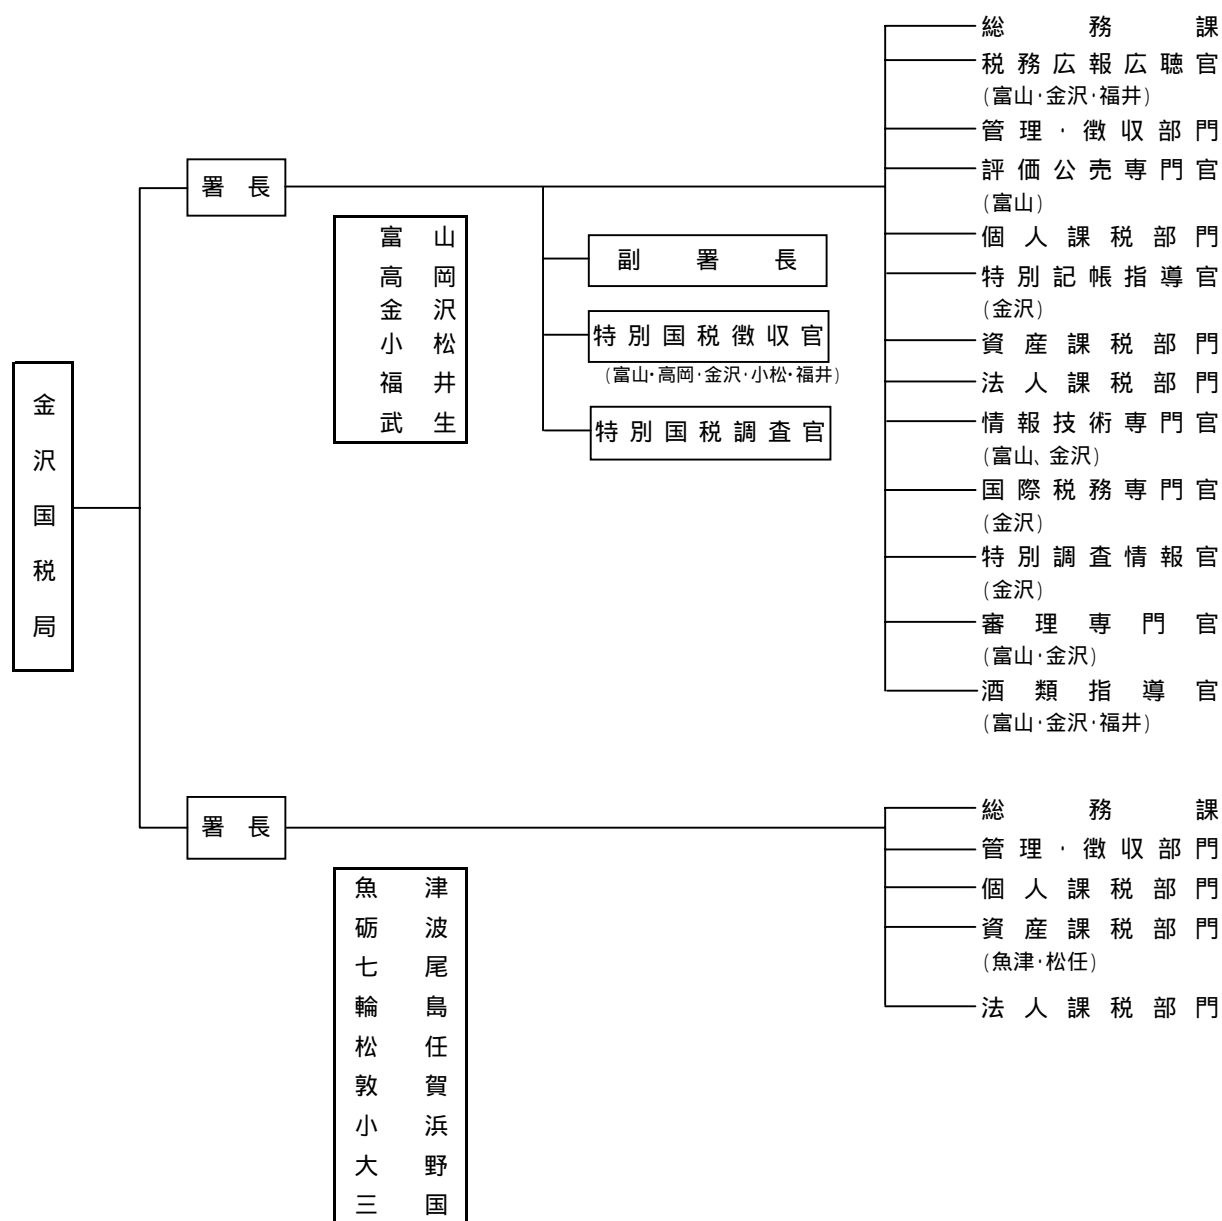 金沢国税局
署長
富山
高岡
金沢
小松
福井
武生
副署長
特別国税徴収官
(富山・高岡・金沢・小松・福井)
特別国税調査官
総務課
税務広報広聴官
(富山・金沢・福井)
管理・徴収部門
評価公売専門官
(富山)
個人課税部門
特別記帳指導官
(金沢)
資産課税部門
法人課税部門
情報技術専門官
(富山、金沢)
国際税務専門官
(金沢)
特別調査情報官
(金沢)
審理専門官
(富山・金沢)
酒類指導官
(富山・金沢・福井)
署長
魚津
砺波
七尾
輪島
松任
敦賀
小浜
大野
三国
総務課
管理・徴収部門
個人課税部門
資産課税部門
(魚津・松任)
法人課税部門